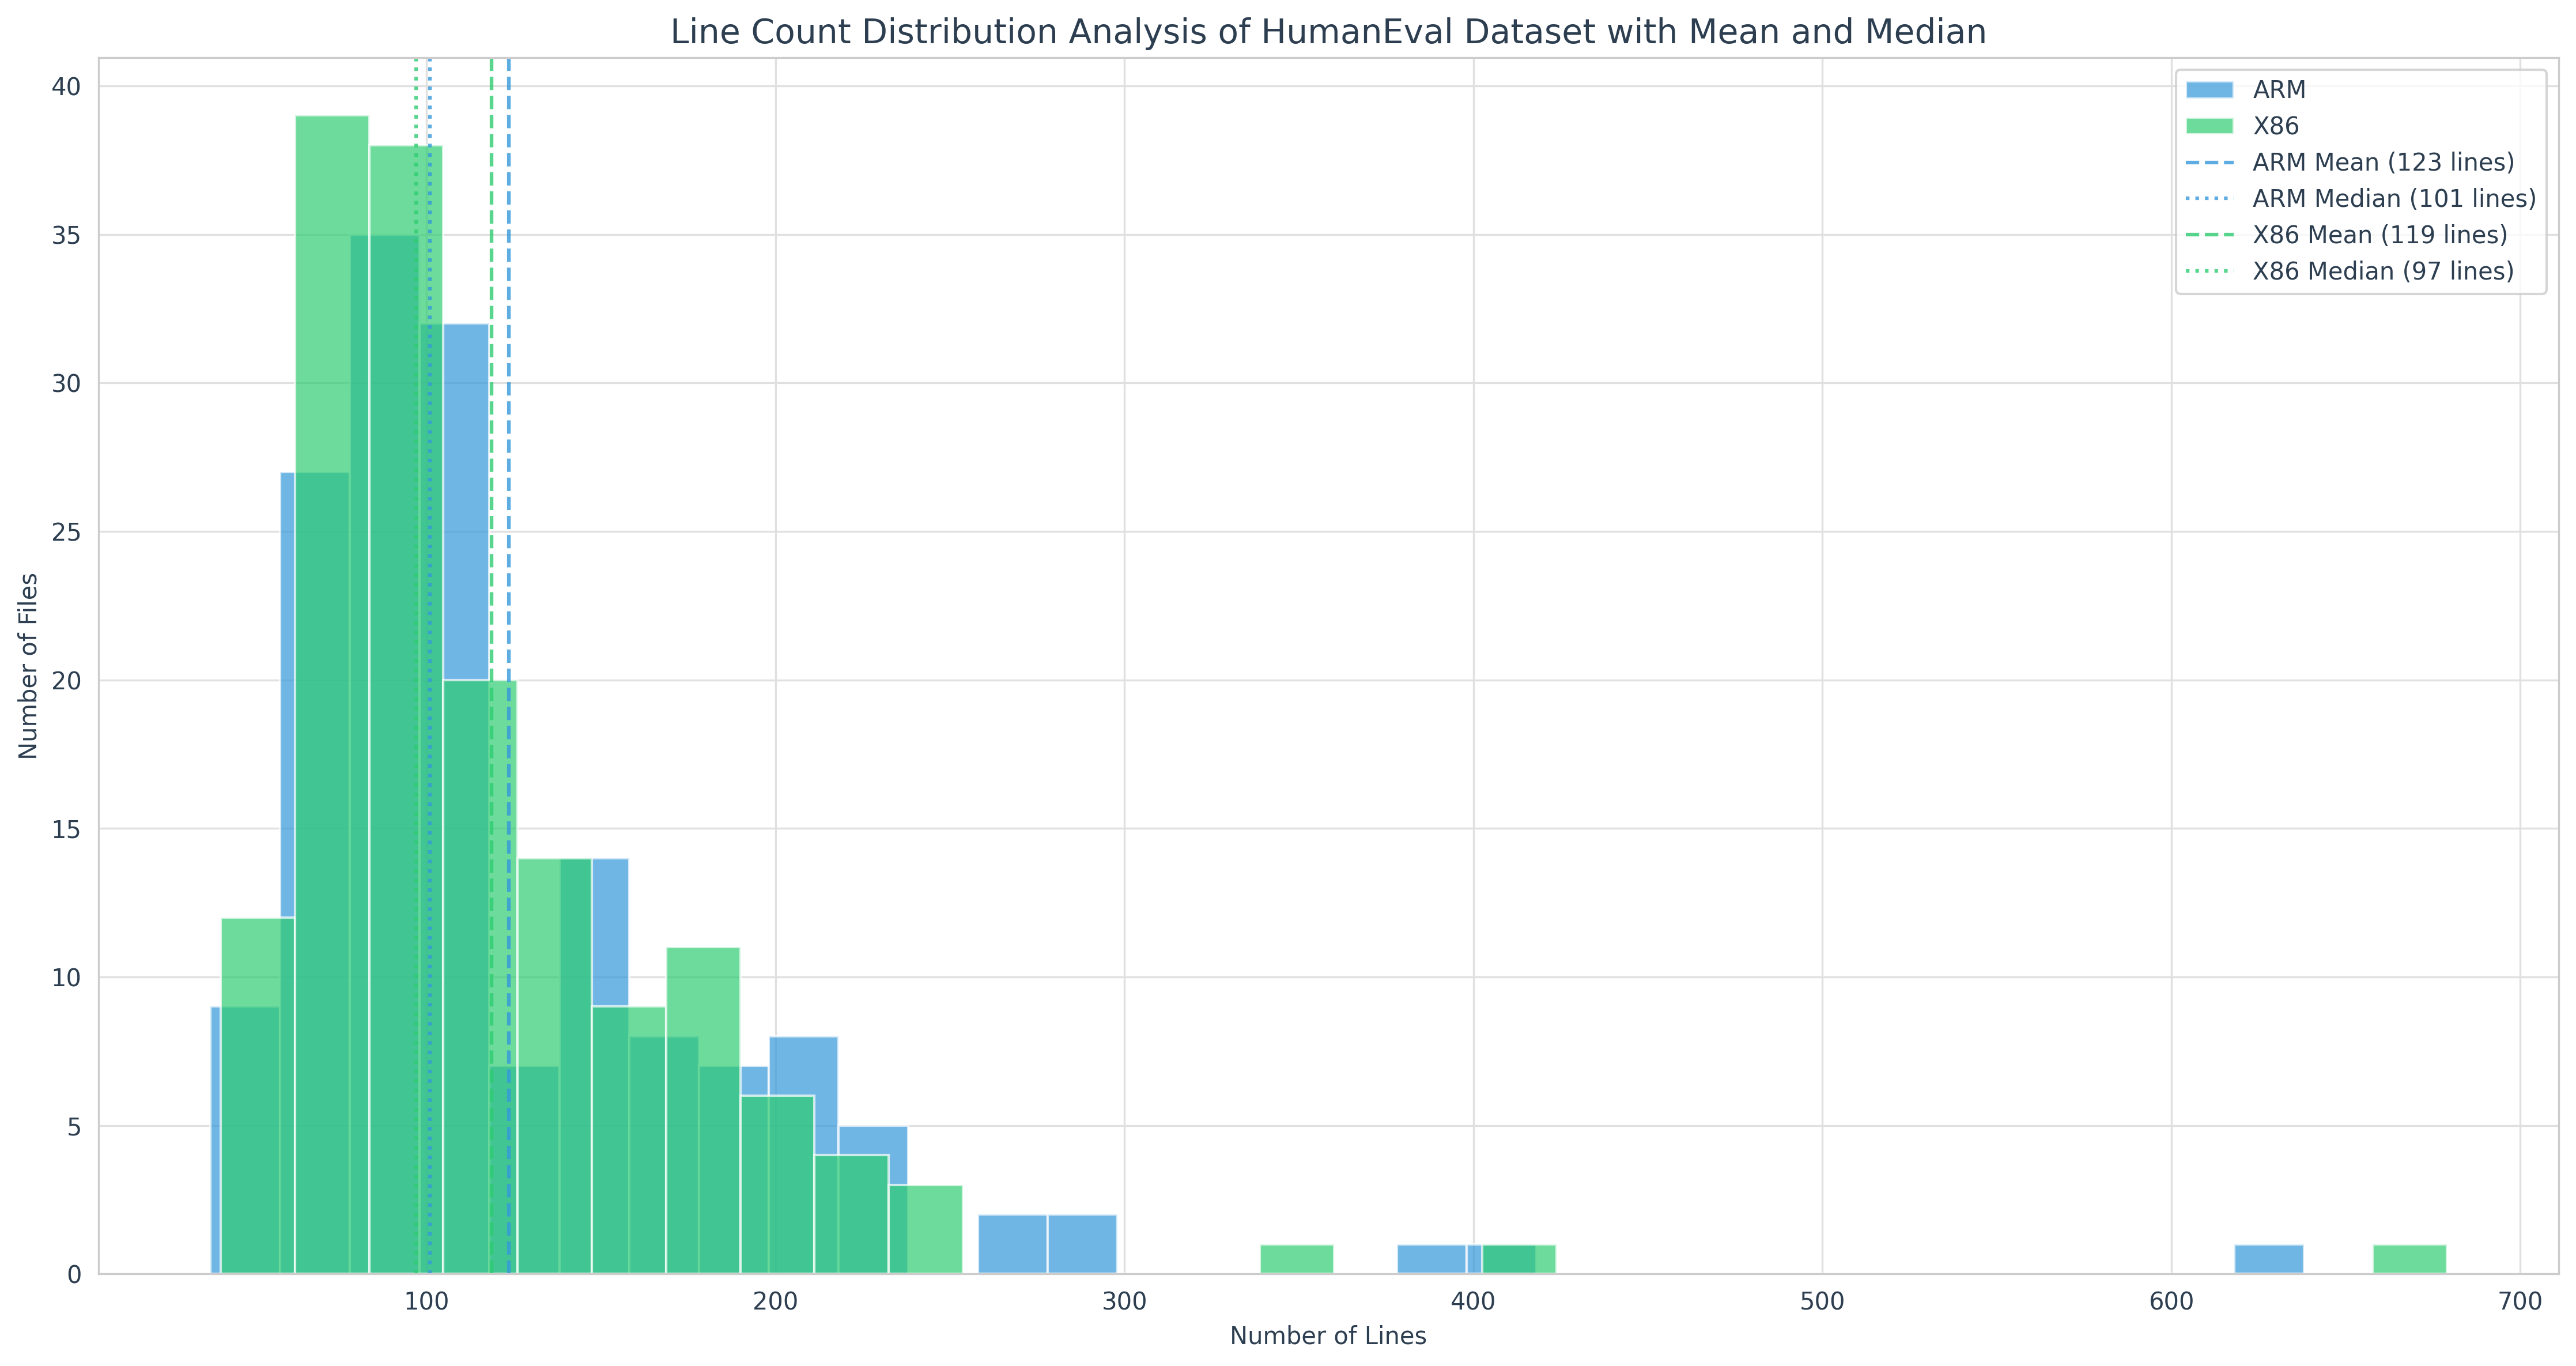 Line Count Distribution Analysis of HumanEval Dataset with Mean and Median
ARM
X86
ARM Mean (123 lines)
ARM Median (101 lines)
X86 Mean (119 lines)
X86 Median (97 lines)
Number of Files
40
35
30
25
20
15
10
5
0
100 200 300 400 500 600 700
Number of Lines